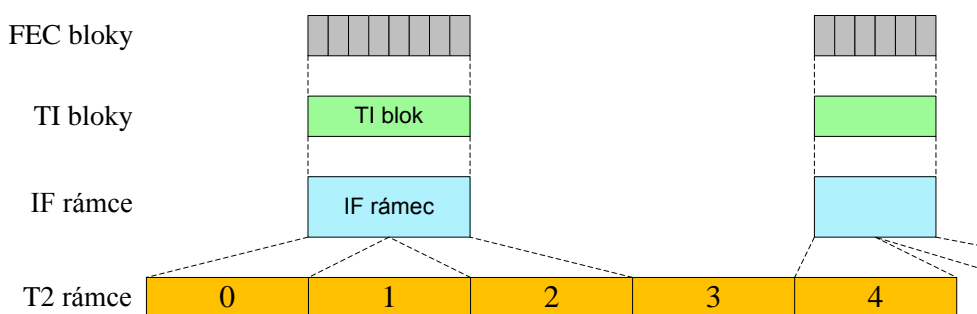 FEC bloky
TI bloky
TI blok
IF rámce
IF rámec
T2 rámce
0
1
2
3
4